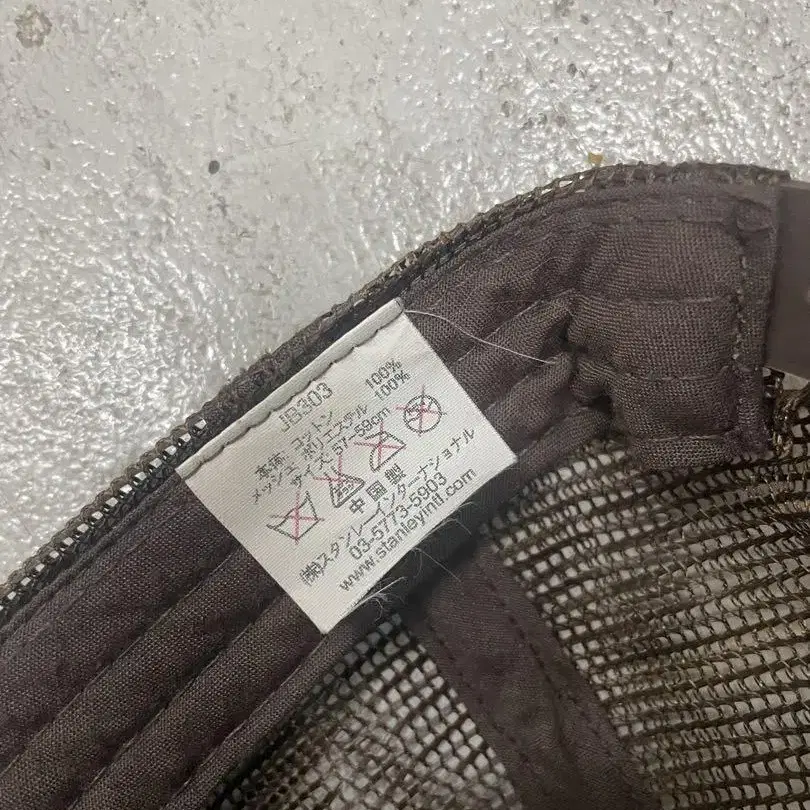 JB303
本体: コットン 100%
メッシュ: ポリエステル 100%
サイズ: 57~59cm
中国製
㈱スタンレーインターナショナル
03-5773-5903
www.stanleyintl.com